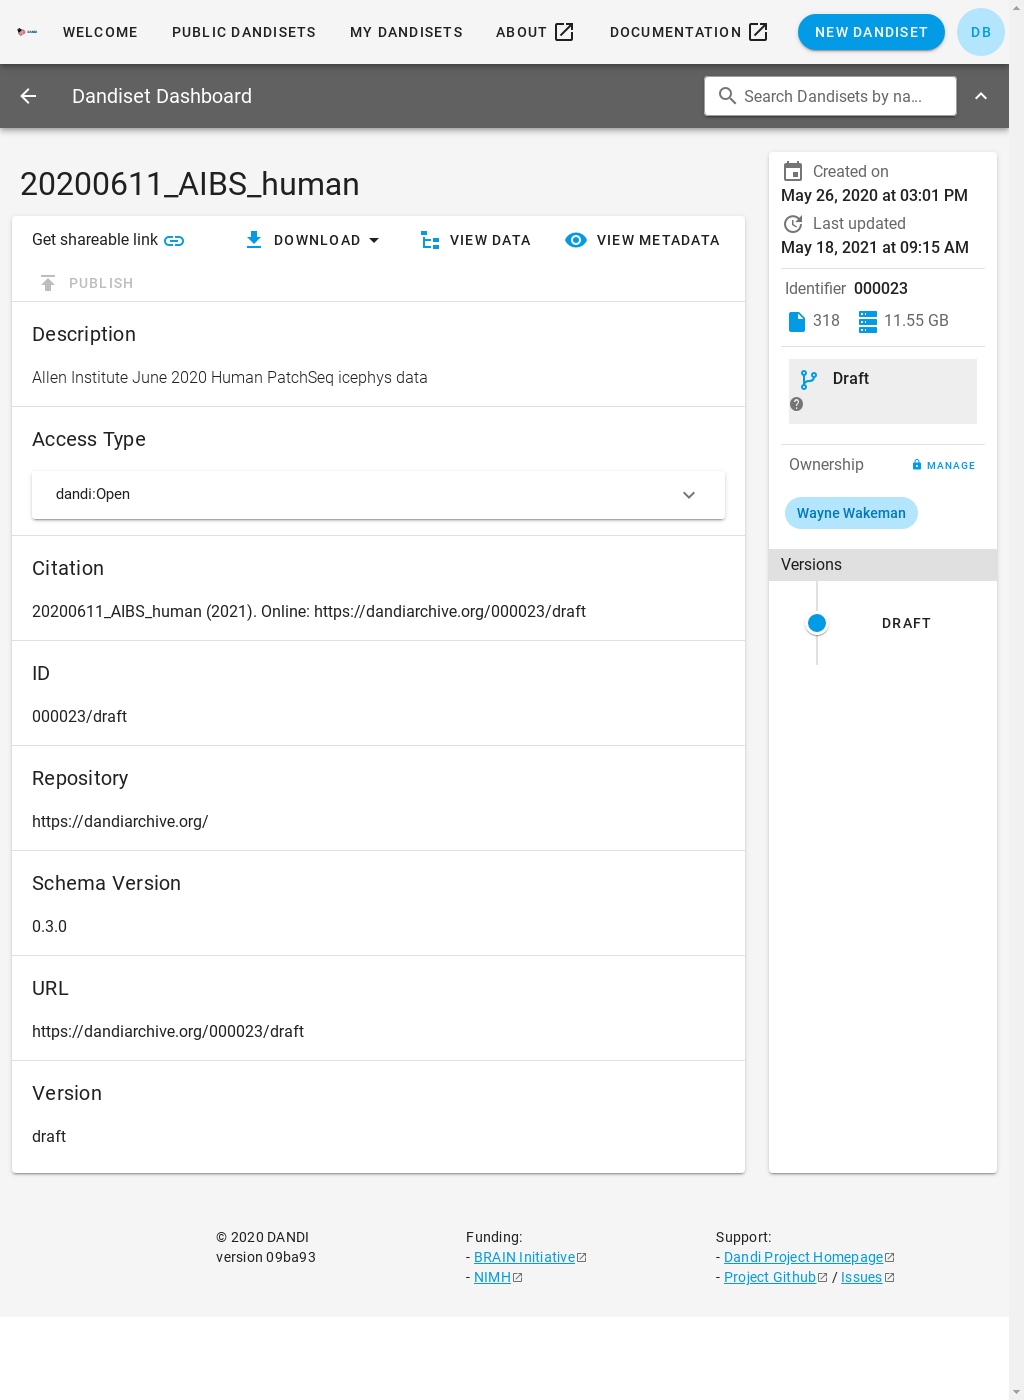 WELCOME PUBLIC DANDISETS MY DANDISETS ABOUT DOCUMENTATION NEW DANDISET DB
Dandiset Dashboard Search Dandisets by na...
20200611_AIBS_human
Get shareable link DOWNLOAD VIEW DATA VIEW METADATA
PUBLISH
Description
Allen Institute June 2020 Human PatchSeq icephys data
Access Type
dandi:Open
Citation
20200611_AIBS_human (2021). Online: https://dandiarchive.org/000023/draft
ID
000023/draft
Repository
https://dandiarchive.org/
Schema Version
0.3.0
URL
https://dandiarchive.org/000023/draft
Version
draft
Created on
May 26, 2020 at 03:01 PM
Last updated
May 18, 2021 at 09:15 AM
Identifier 000023
318 11.55 GB
Draft
Ownership MANAGE
Wayne Wakeman
Versions
DRAFT
© 2020 DANDI
version 09ba93
Funding:
- BRAIN Initiative
- NIMH
Support:
- Dandi Project Homepage
- Project Github / Issues